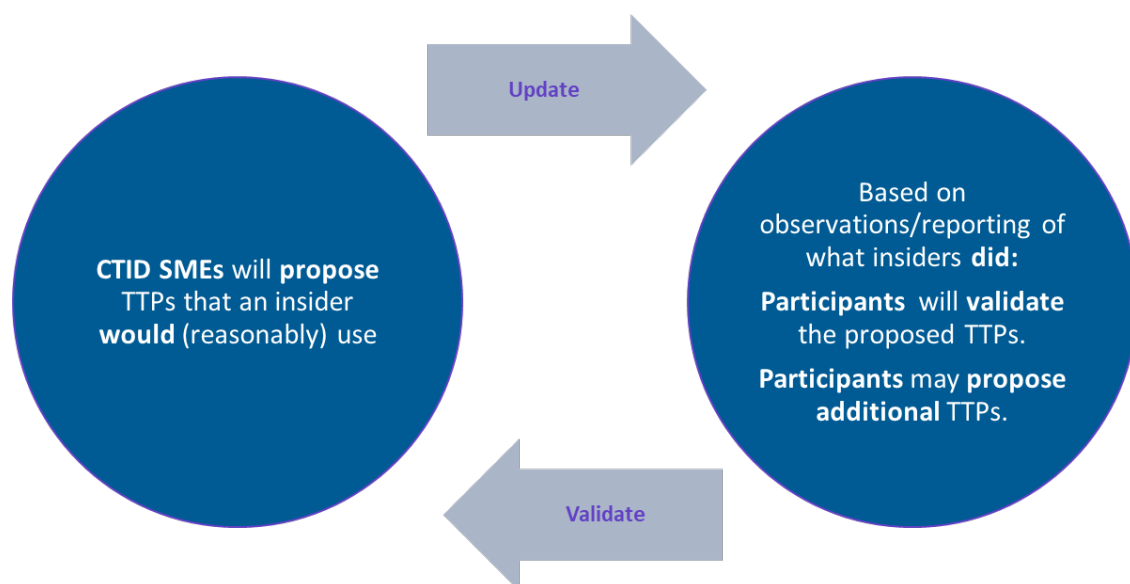 Update
CTID SMEs will propose
TTPs that an insider
would (reasonably) use
Based on
observations/reporting of
what insiders did:
Participants will validate
the proposed TTPs.
Participants may propose
additional TTPs.
Validate